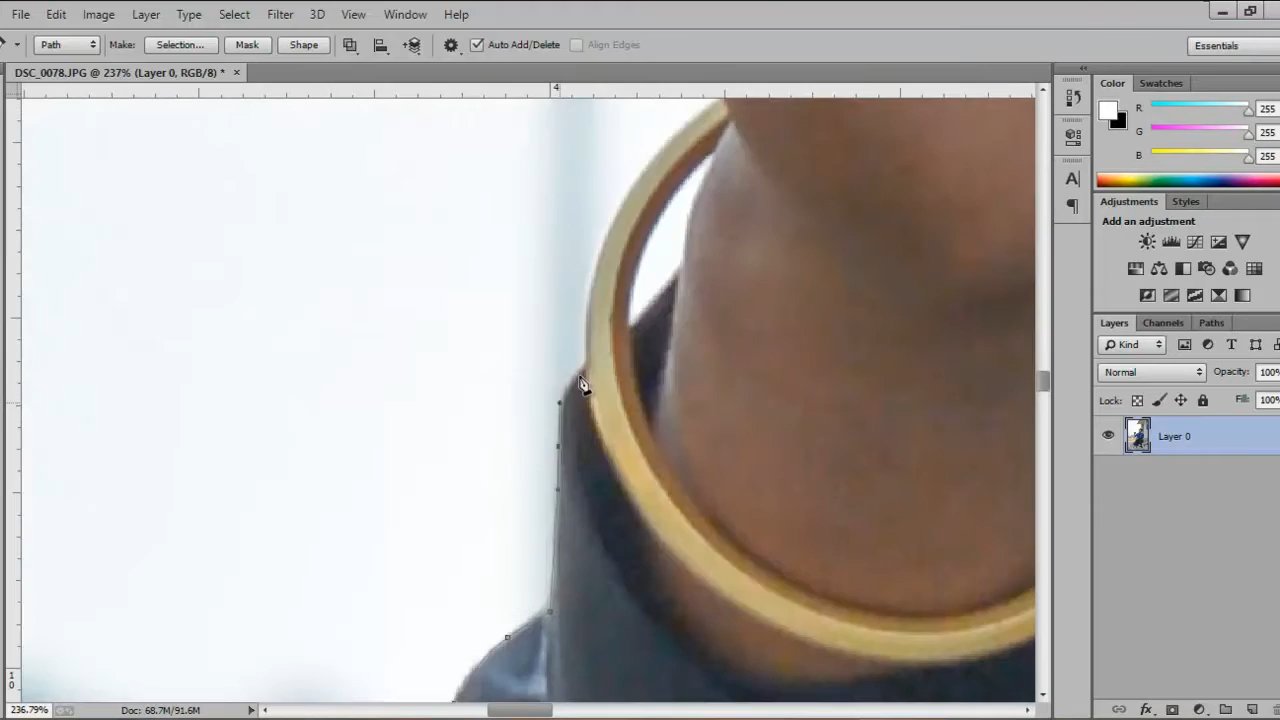 File Edit Image Layer Type Select Filter 3D View Window Help
Path Make: Selection... Mask Shape Auto Add/Delete Align Edges Essentials
DSC_0078.JPG @ 237% (Layer 0, RGB/8) * ×
4
Color Swatches
R 255
G 255
B 255
Adjustments Styles
Add an adjustment
Layers Channels Paths
Kind T
Normal Opacity: 100%
Lock: Fill: 100%
Layer 0
10
236.79% Doc: 68.7M/91.6M
fx